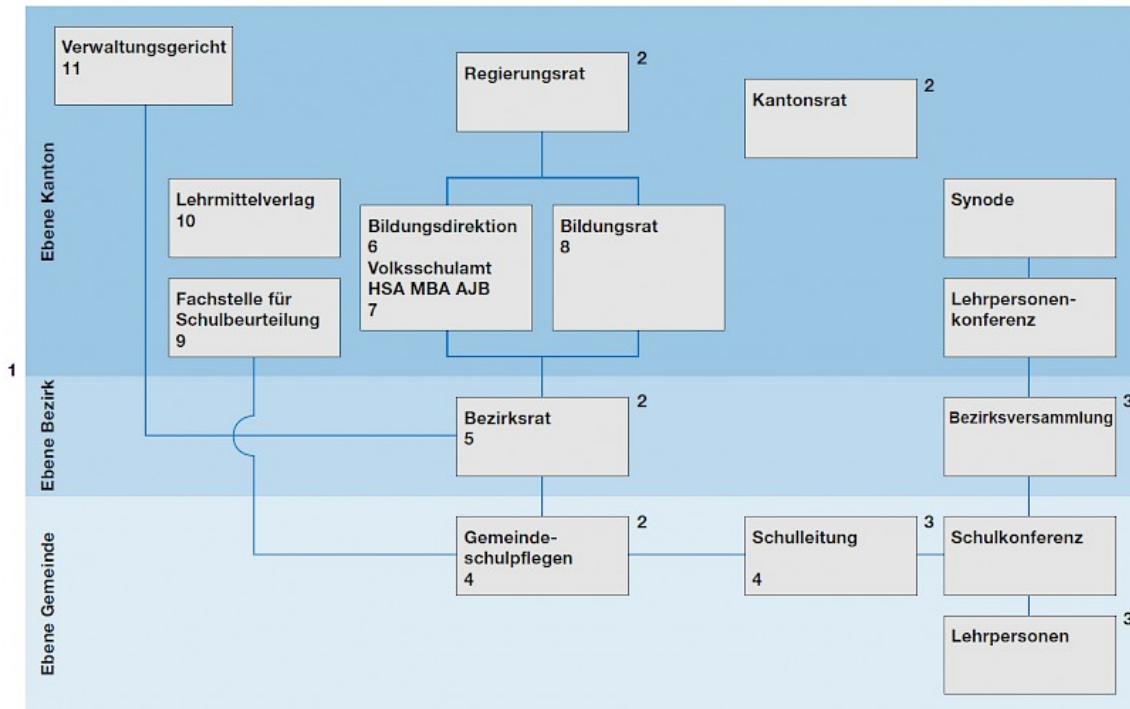 Verwaltungsgericht
11
Regierungsrat
2
Kantonsrat
2
Ebene Kanton
Lehrmittelverlag
10
Bildungsdirektion
6
Volksschulamt
HSA MBA AJB
7
Bildungsrat
8
Synode
Fachstelle für
Schulbeurteilung
9
Lehrpersonen-
konferenz
1
Ebene Bezirk
Bezirksrat
5
2
Bezirksversammlung
3
Ebene Gemeinde
Gemeinde-
schulpflegen
4
2
Schulleitung
4
3
Schulkonferenz
Lehrpersonen
3